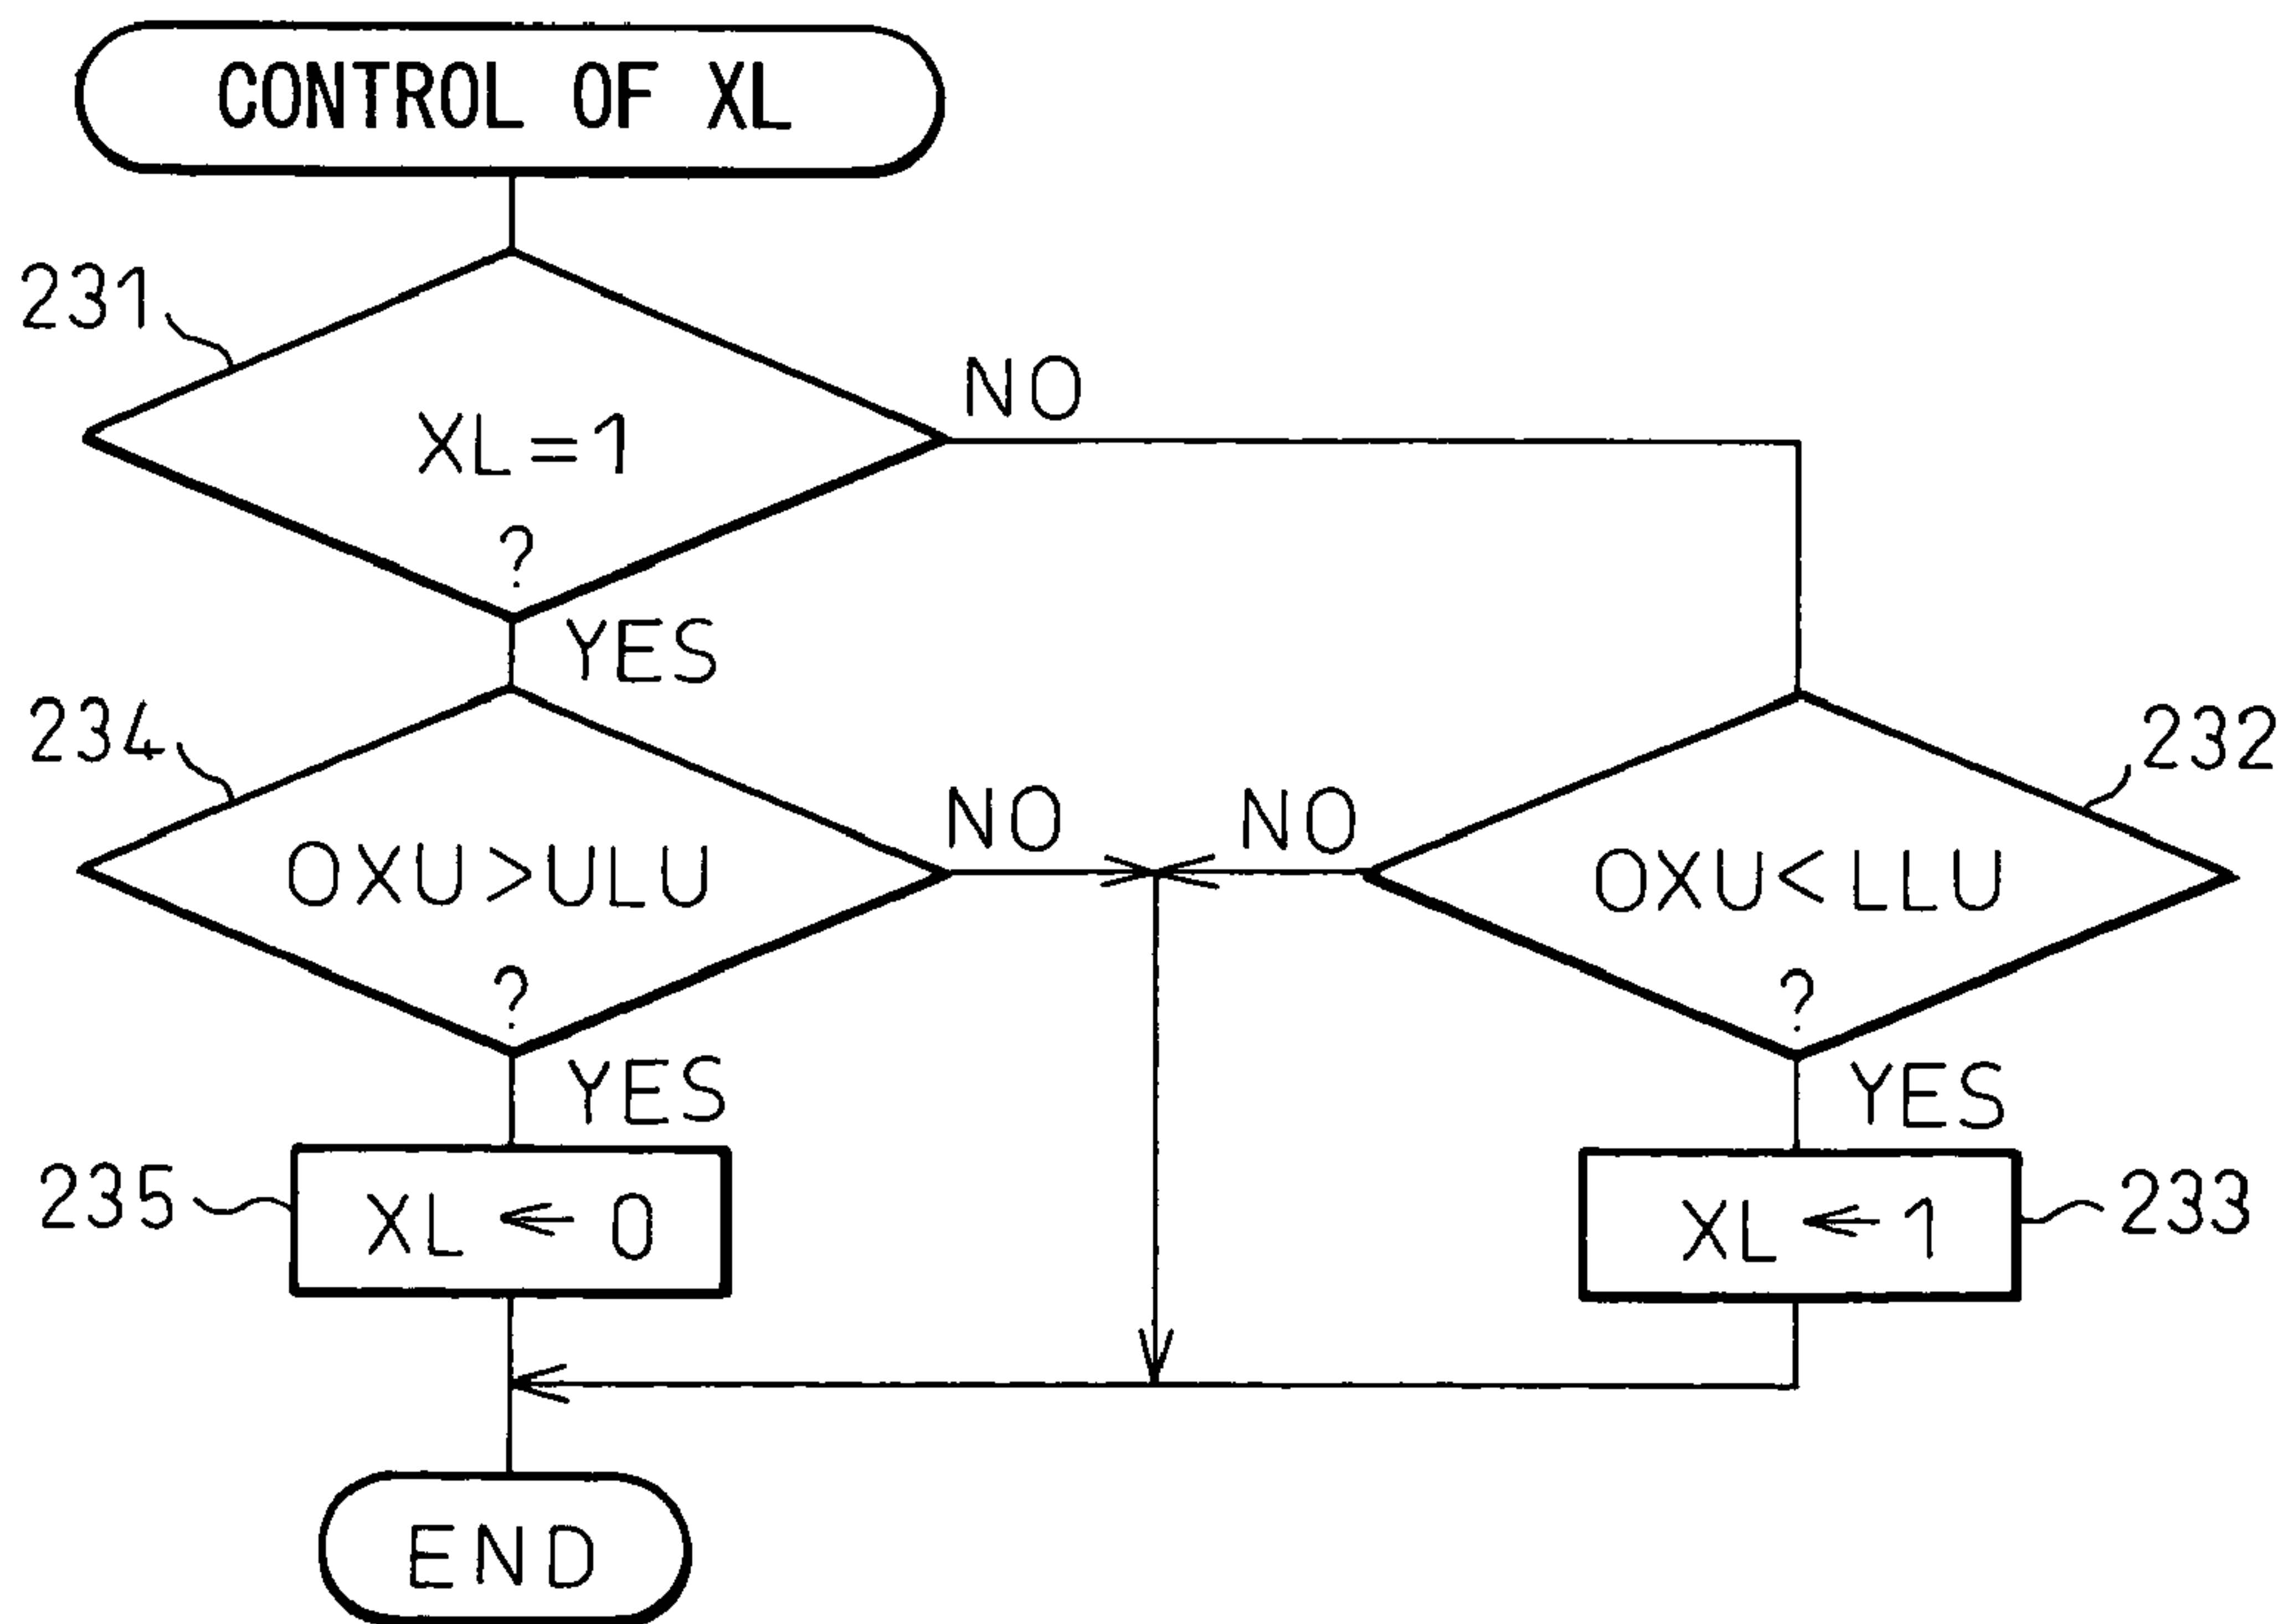 CONTROL OF XL
231
NO
XL=1
?
YES
234
232
NO
NO
OXU>ULU
OXU<LLU
?
?
YES
YES
235
XL ← 0
XL ← 1
233
END